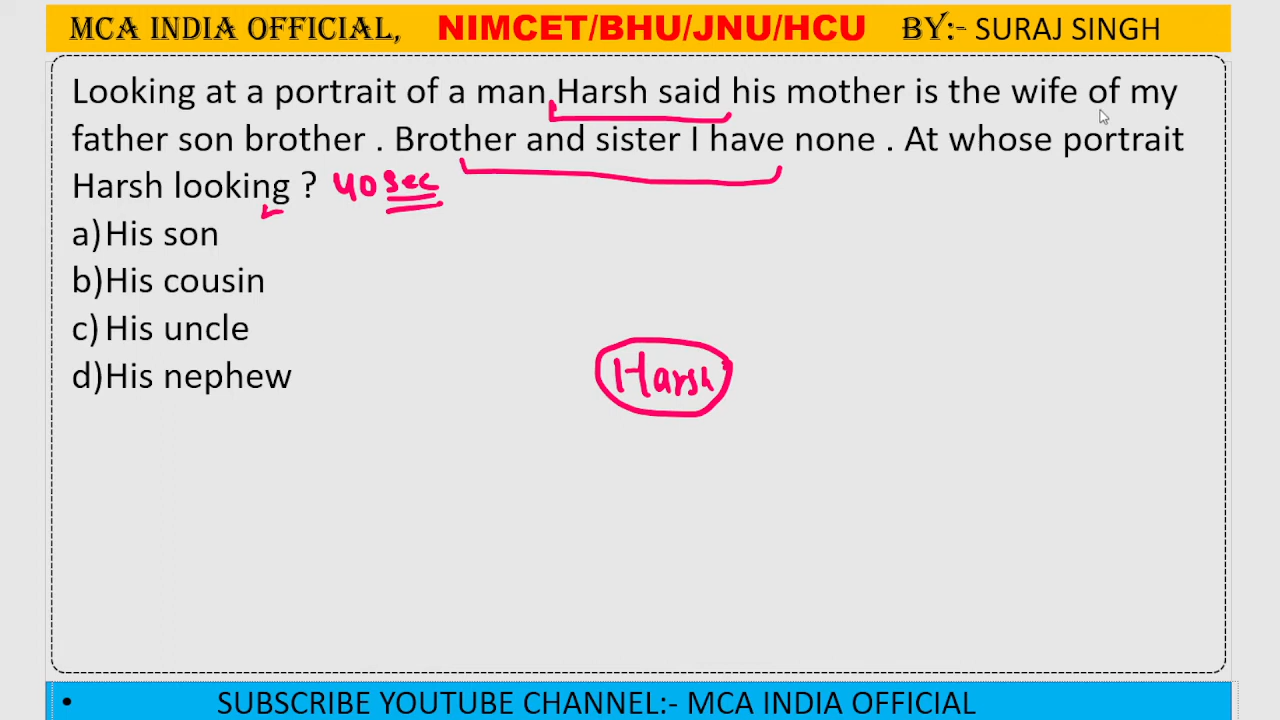 MCA INDIA OFFICIAL, NIMCET/BHU/JNU/HCU BY:- SURAJ SINGH
Looking at a portrait of a man Harsh said his mother is the wife of my
father son brother . Brother and sister I have none . At whose portrait
Harsh looking ? 40 sec
a) His son
b) His cousin
c) His uncle
d) His nephew
Harsh
• SUBSCRIBE YOUTUBE CHANNEL:- MCA INDIA OFFICIAL